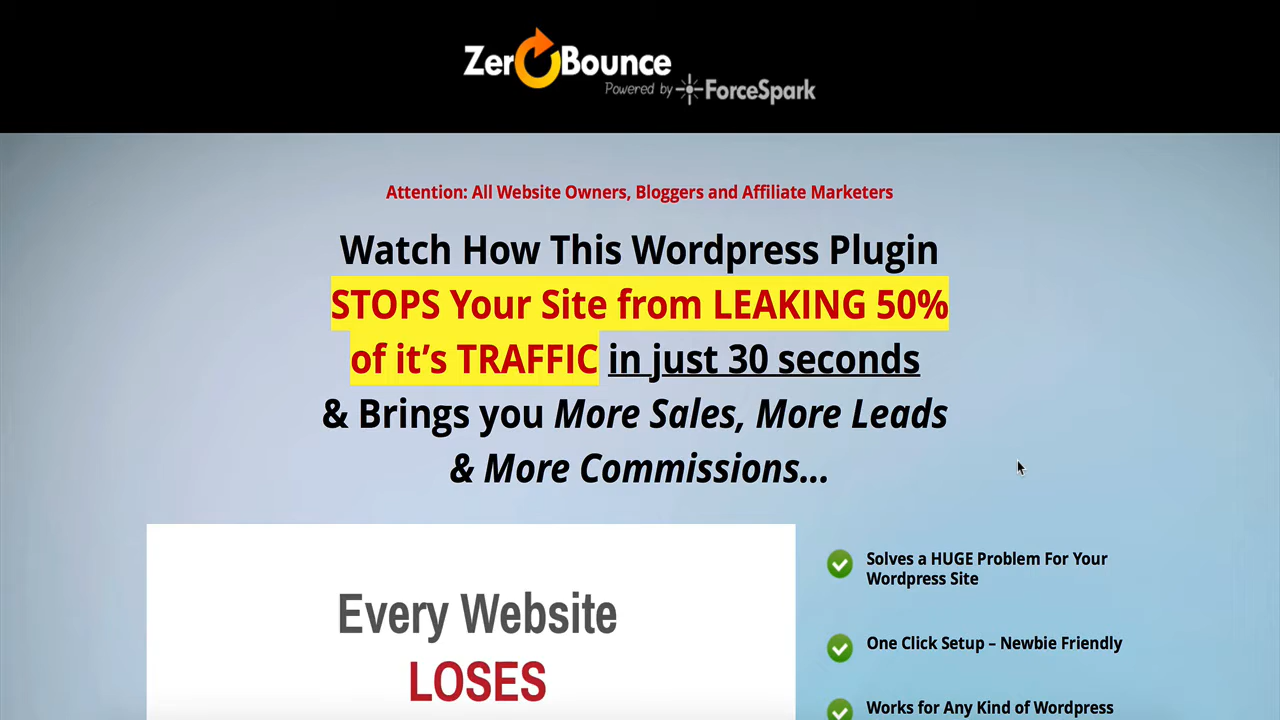 Zero Bounce
Powered by ForceSpark
Attention: All Website Owners, Bloggers and Affiliate Marketers
Watch How This Wordpress Plugin
STOPS Your Site from LEAKING 50%
of it’s TRAFFIC in just 30 seconds
& Brings you More Sales, More Leads
& More Commissions...
Every Website
LOSES
Solves a HUGE Problem For Your
Wordpress Site
One Click Setup – Newbie Friendly
Works for Any Kind of Wordpress